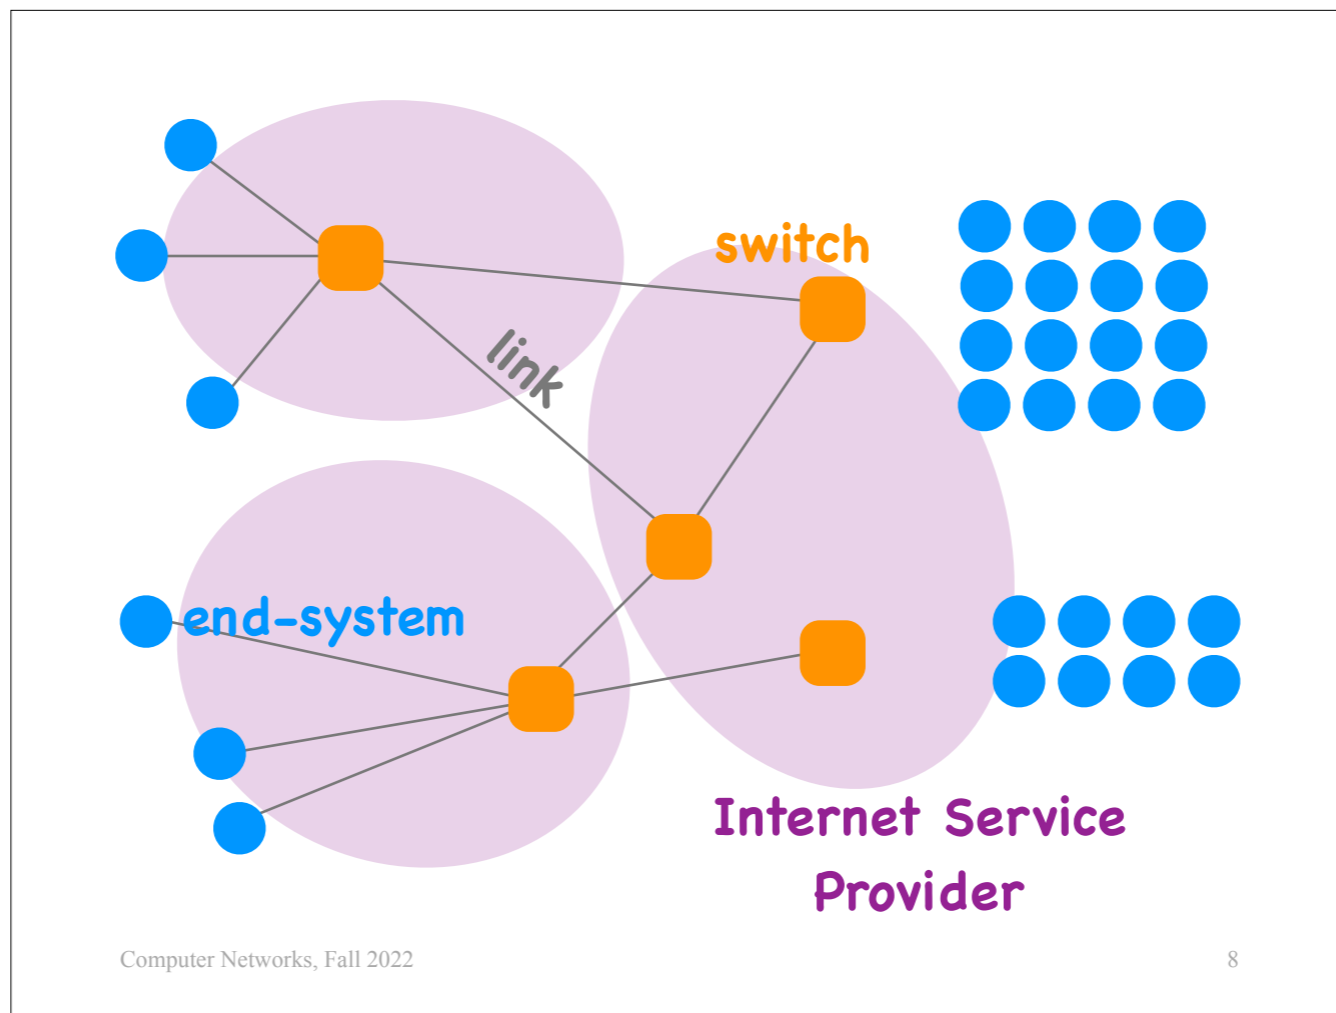 switch
link
end-system
Internet Service
Provider
Computer Networks, Fall 2022
8